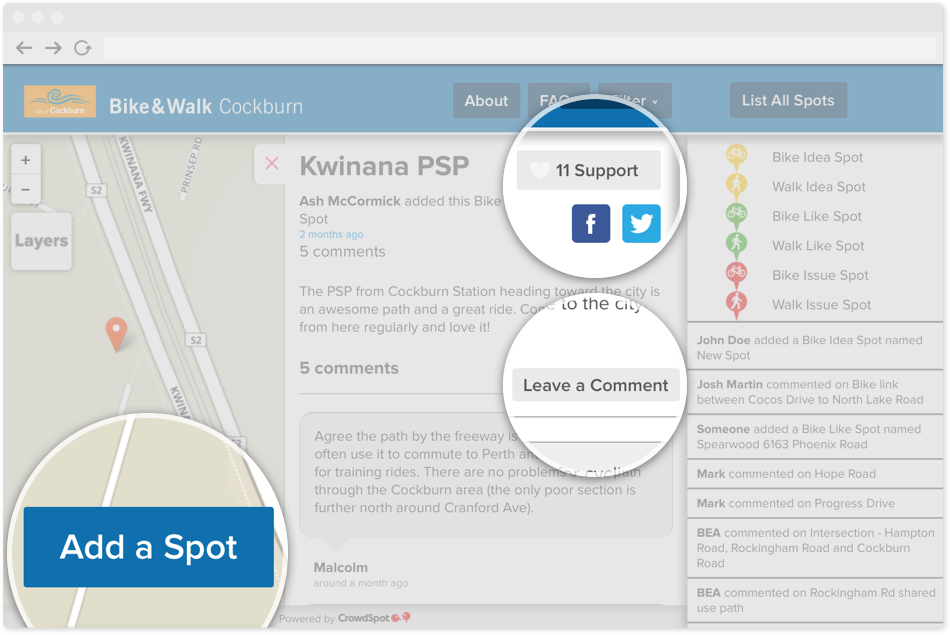 City of Cockburn
Bike&Walk Cockburn
About
FAQ
Filter
List All Spots
+
−
Layers
KWINANA FWY
PRINSEP RD
S2
S2
S2
Kwinana PSP
Ash McCormick added this Bike
Spot
2 months ago
5 comments
11 Support
The PSP from Cockburn Station heading toward the city is
an awesome path and a great ride.
from here regularly and love it!
to the city
5 comments
Leave a Comment
Agree the path by the freeway is
often use it to commute to Perth and
for training rides. There are no problems
cyclepath
through the Cockburn area (the only poor section is
further north around Cranford Ave).
Malcolm
around a month ago
Add a Spot
Powered by CrowdSpot
Bike Idea Spot
Walk Idea Spot
Bike Like Spot
Walk Like Spot
Bike Issue Spot
Walk Issue Spot
John Doe added a Bike Idea Spot named
New Spot
Josh Martin commented on Bike link
between Cocos Drive to North Lake Road
Someone added a Bike Like Spot named
Spearwood 6163 Phoenix Road
Mark commented on Hope Road
Mark commented on Progress Drive
BEA commented on Intersection - Hampton
Road, Rockingham Road and Cockburn
Road
BEA commented on Rockingham Rd shared
use path